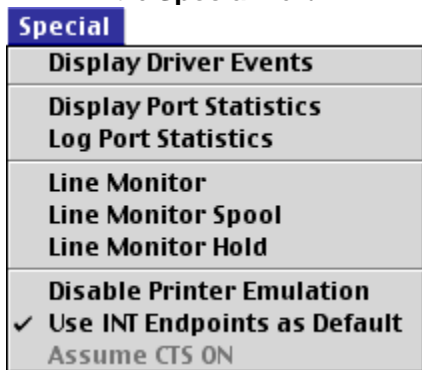 Special
Display Driver Events
Display Port Statistics
Log Port Statistics
Line Monitor
Line Monitor Spool
Line Monitor Hold
Disable Printer Emulation
✓ Use INT Endpoints as Default
Assume CTS ON